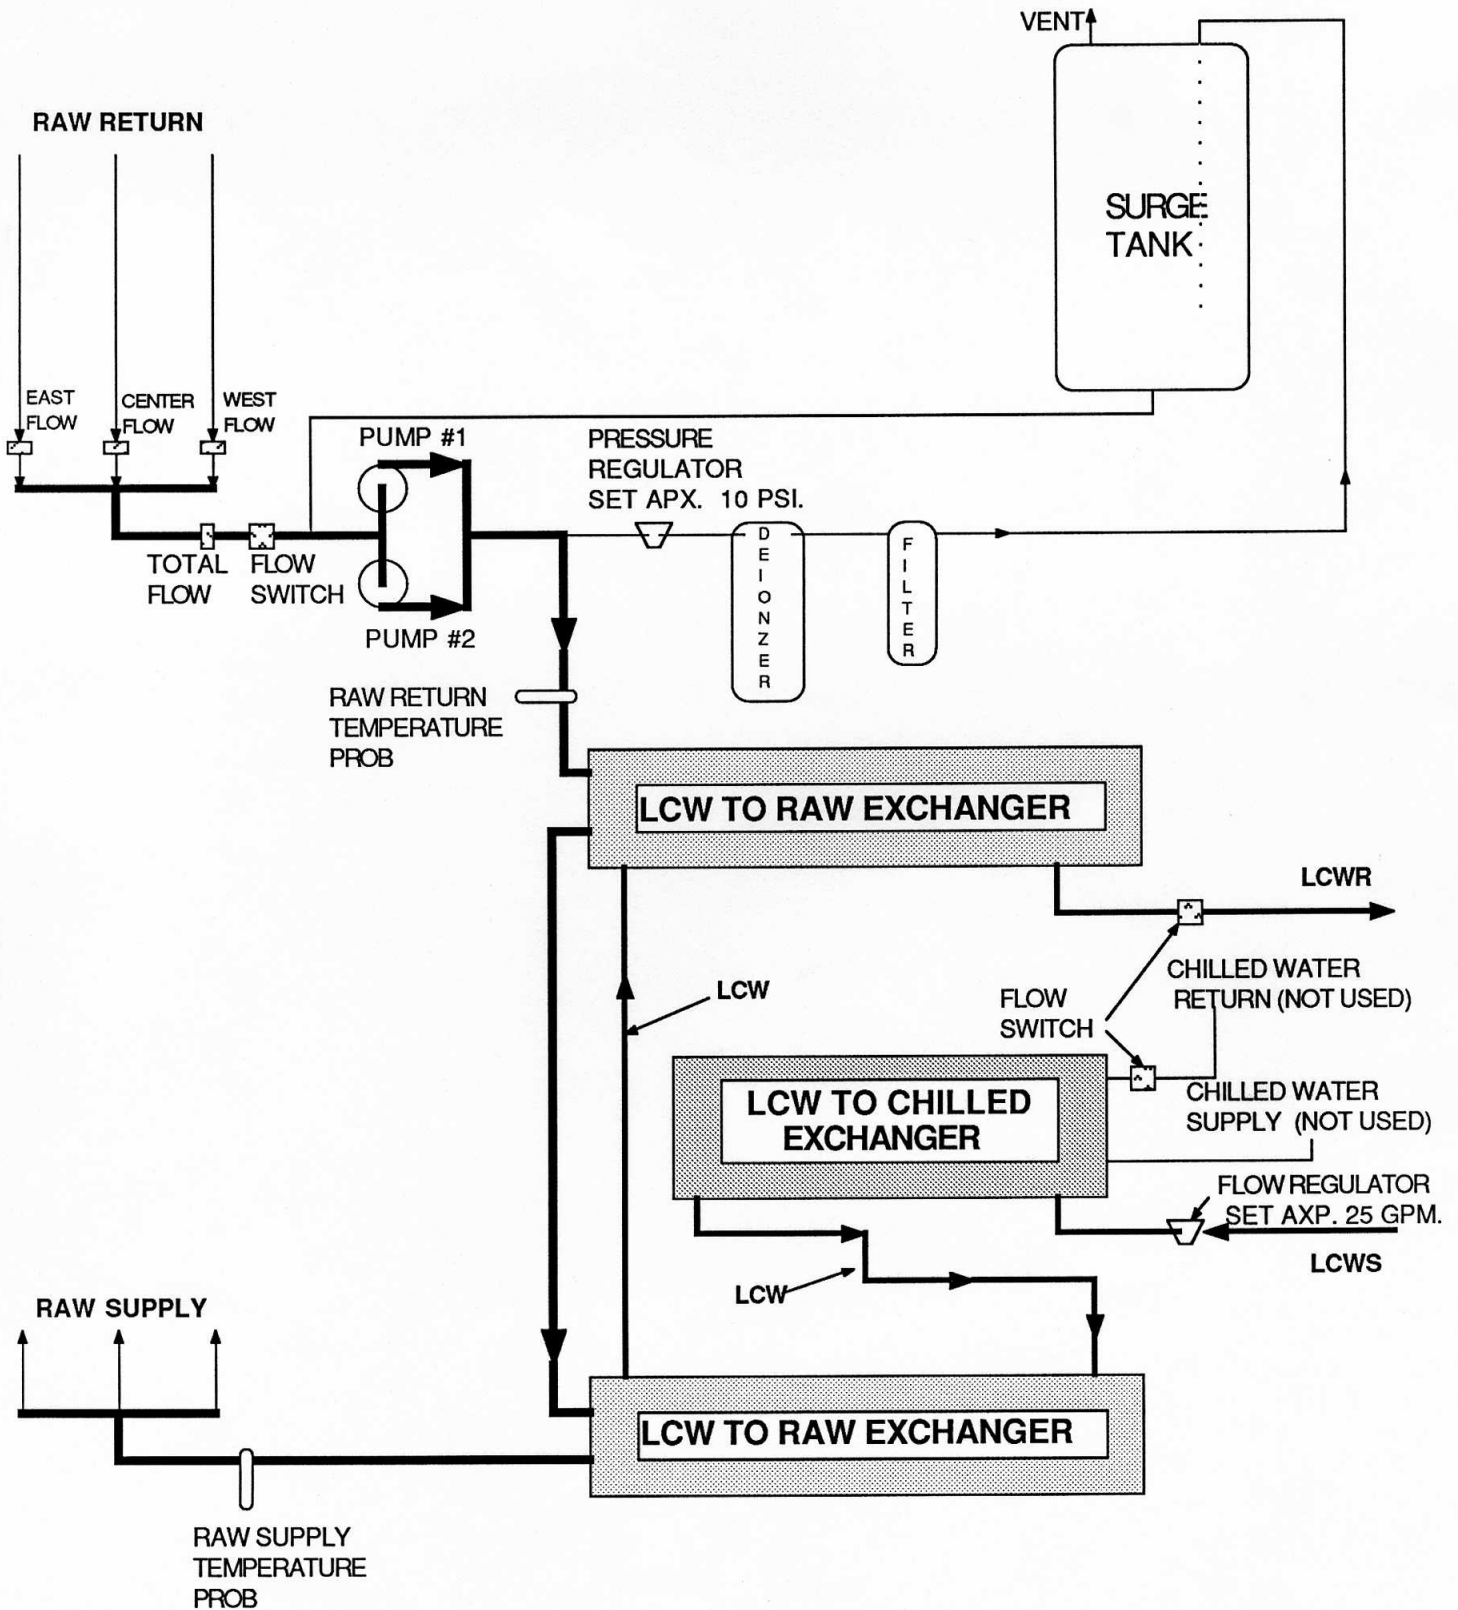 VENT
RAW RETURN
SURGE
TANK
EAST
FLOW
CENTER
FLOW
WEST
FLOW
PUMP #1
PRESSURE
REGULATOR
SET APX. 10 PSI.
TOTAL
FLOW
FLOW
SWITCH
PUMP #2
DEIONZER
FILTER
RAW RETURN
TEMPERATURE
PROB
LCW TO RAW EXCHANGER
LCWR
LCW
FLOW
SWITCH
CHILLED WATER
RETURN (NOT USED)
LCW TO CHILLED
EXCHANGER
CHILLED WATER
SUPPLY (NOT USED)
FLOW REGULATOR
SET AXP. 25 GPM.
LCWS
LCW
RAW SUPPLY
LCW TO RAW EXCHANGER
RAW SUPPLY
TEMPERATURE
PROB